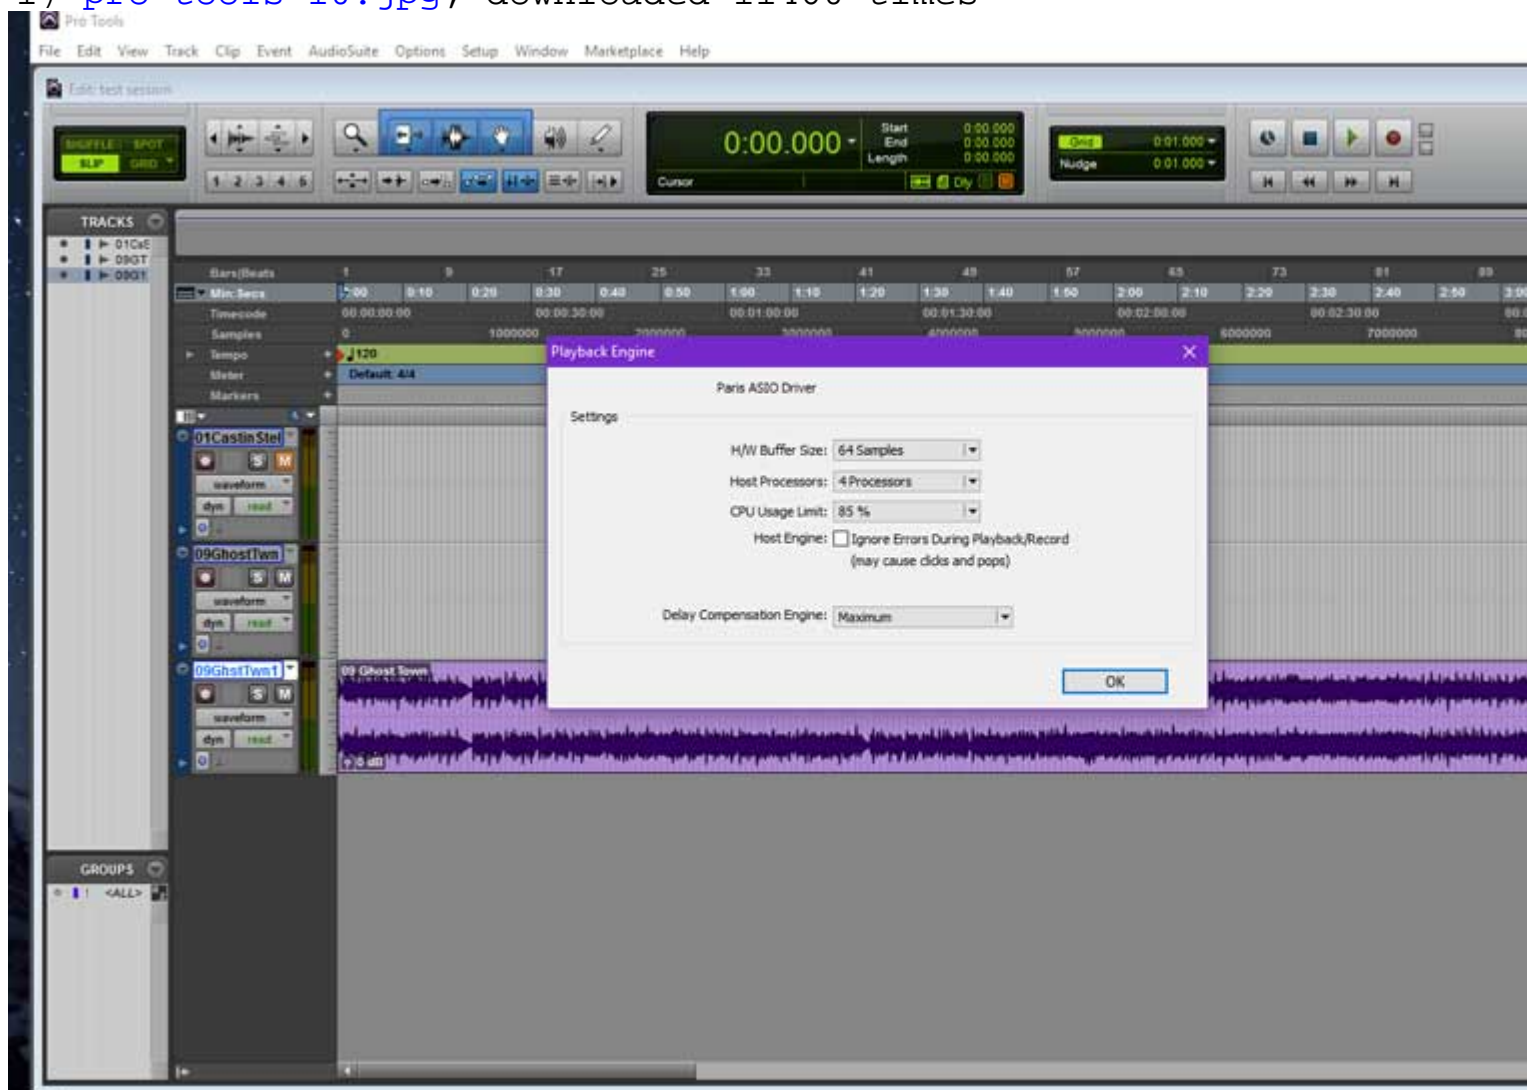 Pro Tools
File Edit View Track Clip Event AudioSuite Options Setup Window Marketplace Help
Edit: test session
SHUFFLE SPOT
SLIP GRID
1 2 3 4 5
0:00.000
Start 0:00.000
End 0:00.000
Length 0:00.000
Cursor
Dly
Grid 0:01.000
Nudge 0:01.000
TRACKS
01CaS
09GT
09G1
Bars|Beats 1 9 17 25 33 41 49 57 65 73 81 89
Min:Secs 0:00 0:10 0:20 0:30 0:40 0:50 1:00 1:10 1:20 1:30 1:40 1:50 2:00 2:10 2:20 2:30 2:40 2:50 3:00
Timecode 00:00:00:00 00:00:30:00 00:01:00:00 00:01:30:00 00:02:00:00 00:02:30:00
Samples 0 1000000 2000000 3000000 4000000 5000000 6000000 7000000
Tempo 120
Meter Default: 4/4
Markers
Playback Engine
Paris ASIO Driver
Settings
H/W Buffer Size: 64 Samples
Host Processors: 4 Processors
CPU Usage Limit: 85 %
Host Engine: Ignore Errors During Playback/Record
(may cause clicks and pops)
Delay Compensation Engine: Maximum
OK
01CastinStel
S M
waveform
dyn read
09GhostTwn
S M
waveform
dyn read
09GhstTwn1
S M
waveform
dyn read
09 Ghost Town
0 dB
GROUPS
! <ALL>